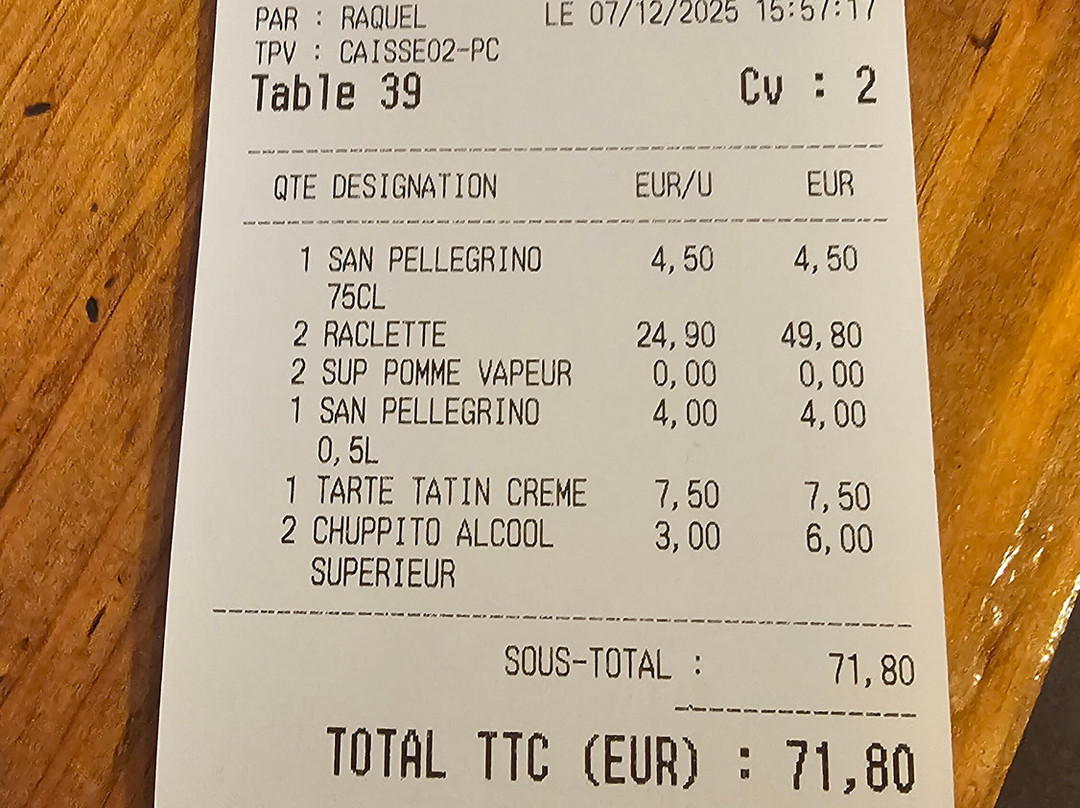 PAR : RAQUEL LE 07/12/2025 15:57:17
TPV : CAISSE02-PC
Table 39 Cv : 2
QTE DESIGNATION EUR/U EUR
1 SAN PELLEGRINO 4,50 4,50
75CL
2 RACLETTE 24,90 49,80
2 SUP POMME VAPEUR 0,00 0,00
1 SAN PELLEGRINO 4,00 4,00
0,5L
1 TARTE TATIN CREME 7,50 7,50
2 CHUPPITO ALCOOL 3,00 6,00
SUPERIEUR
SOUS-TOTAL : 71,80
TOTAL TTC (EUR) : 71,80